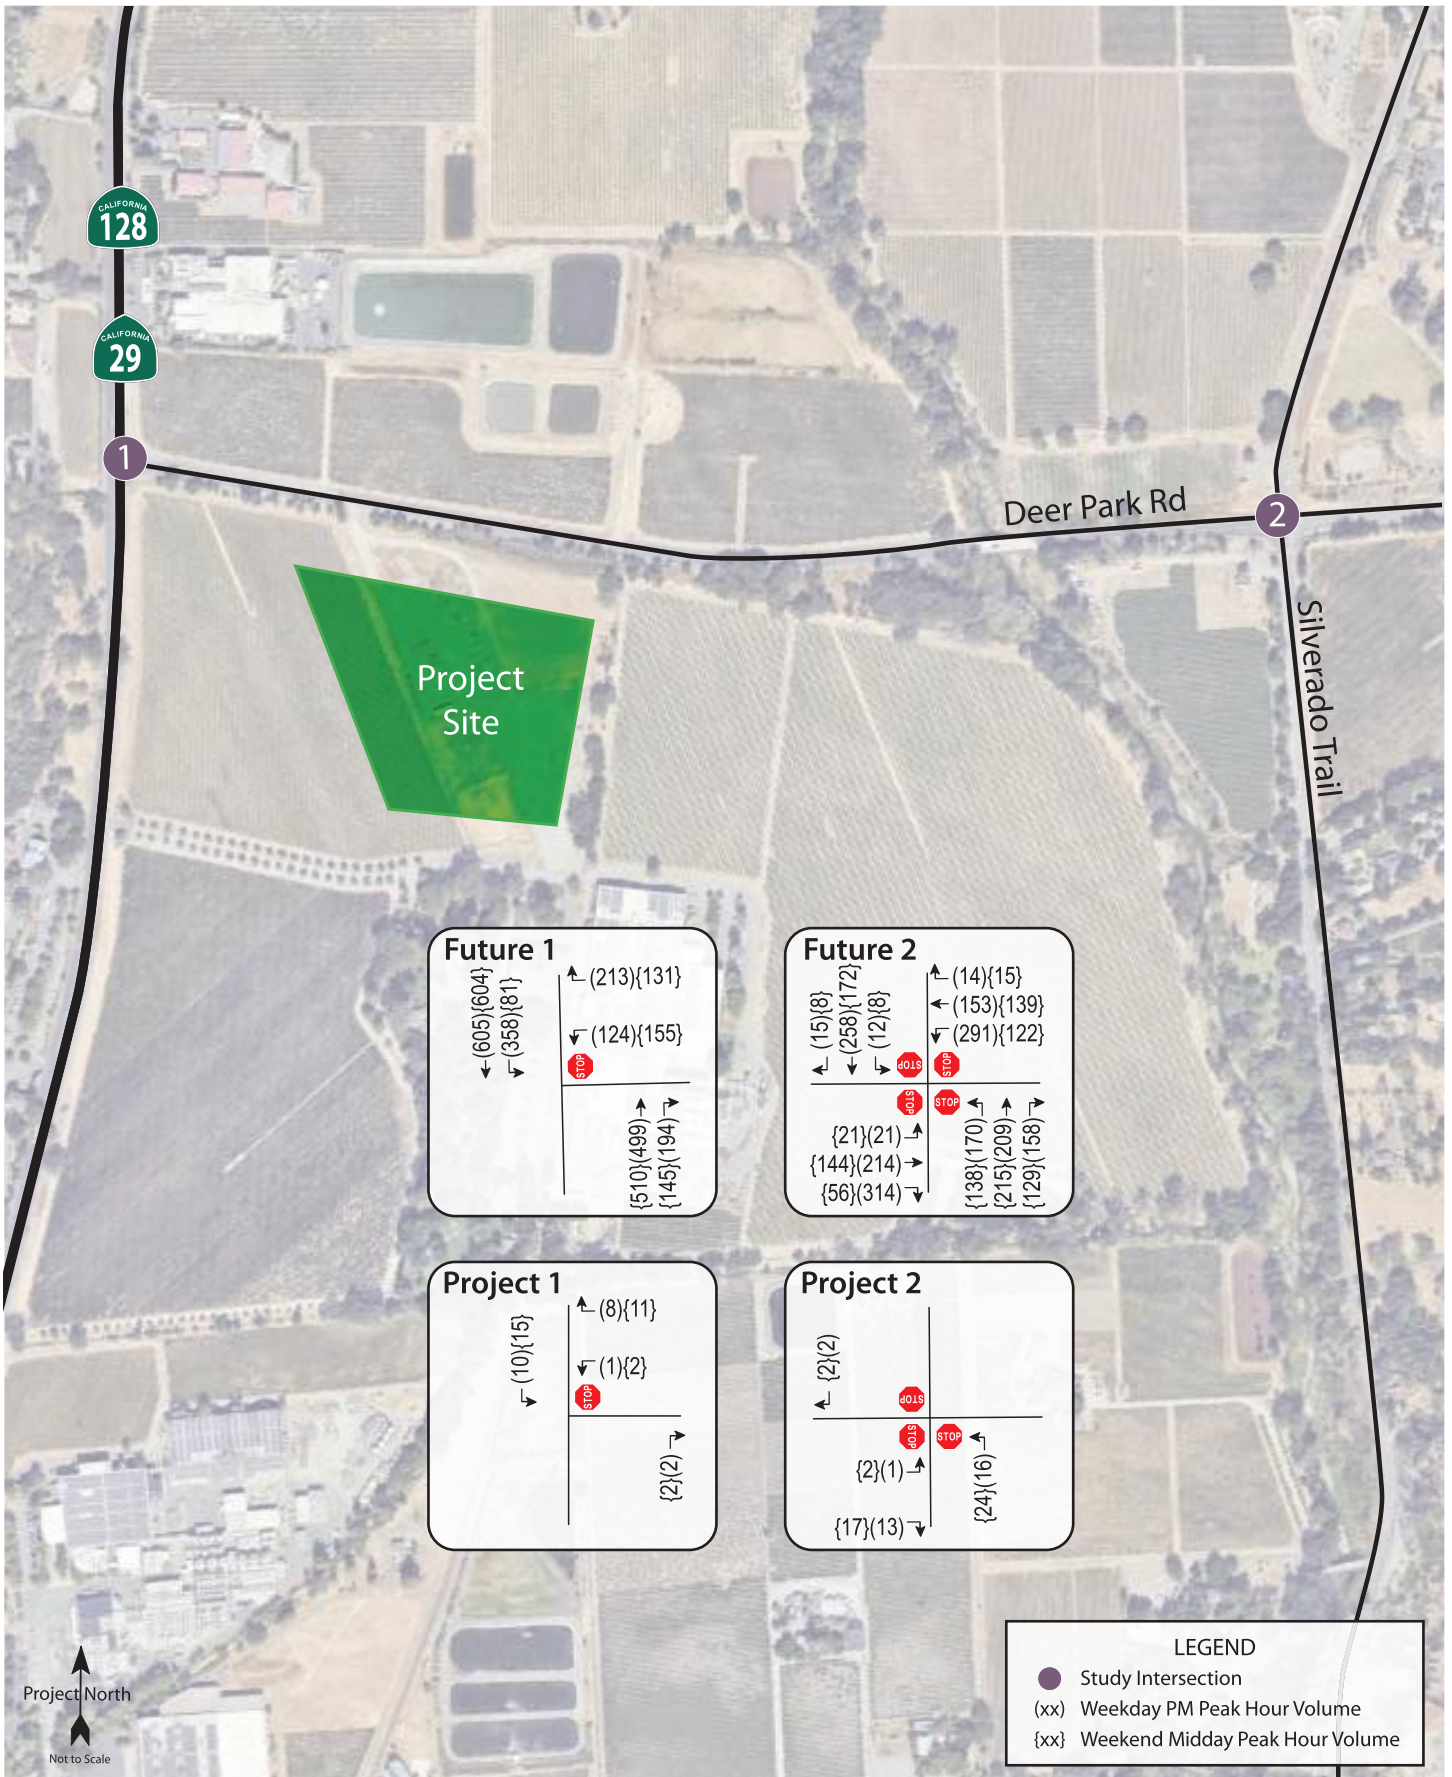 CALIFORNIA
128
CALIFORNIA
29
1
Deer Park Rd
2
Silverado Trail
Project
Site
Future 1
(605){604}
(358){81}
(213){131}
(124){155}
STOP
{510}(499)
{145}(194)
Future 2
(15){8}
(258){172}
(12){8}
(14){15}
(153){139}
(291){122}
STOP
STOP
STOP
STOP
{21}(21)
{144}(214)
{56}(314)
{138}(170)
{215}(209)
{129}(158)
Project 1
(10){15}
(8){11}
(1){2}
STOP
{2}(2)
Project 2
{2}(2)
STOP
STOP
STOP
{2}(1)
{17}(13)
{24}(16)
Project North
Not to Scale
LEGEND
Study Intersection
(xx) Weekday PM Peak Hour Volume
{xx} Weekend Midday Peak Hour Volume